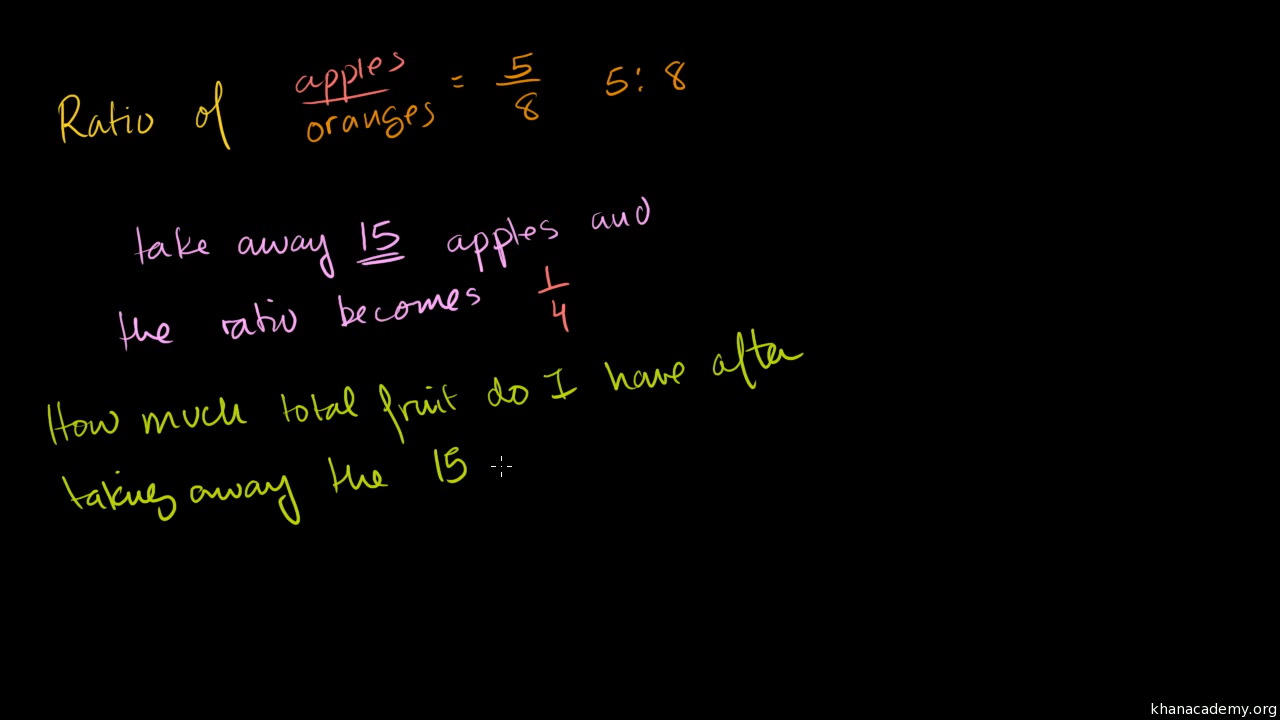 Ratio of apples/oranges = 5/8 5:8
take away 15 apples and
the ratio becomes 1/4
How much total fruit do I have after
taking away the 15
khanacademy.org